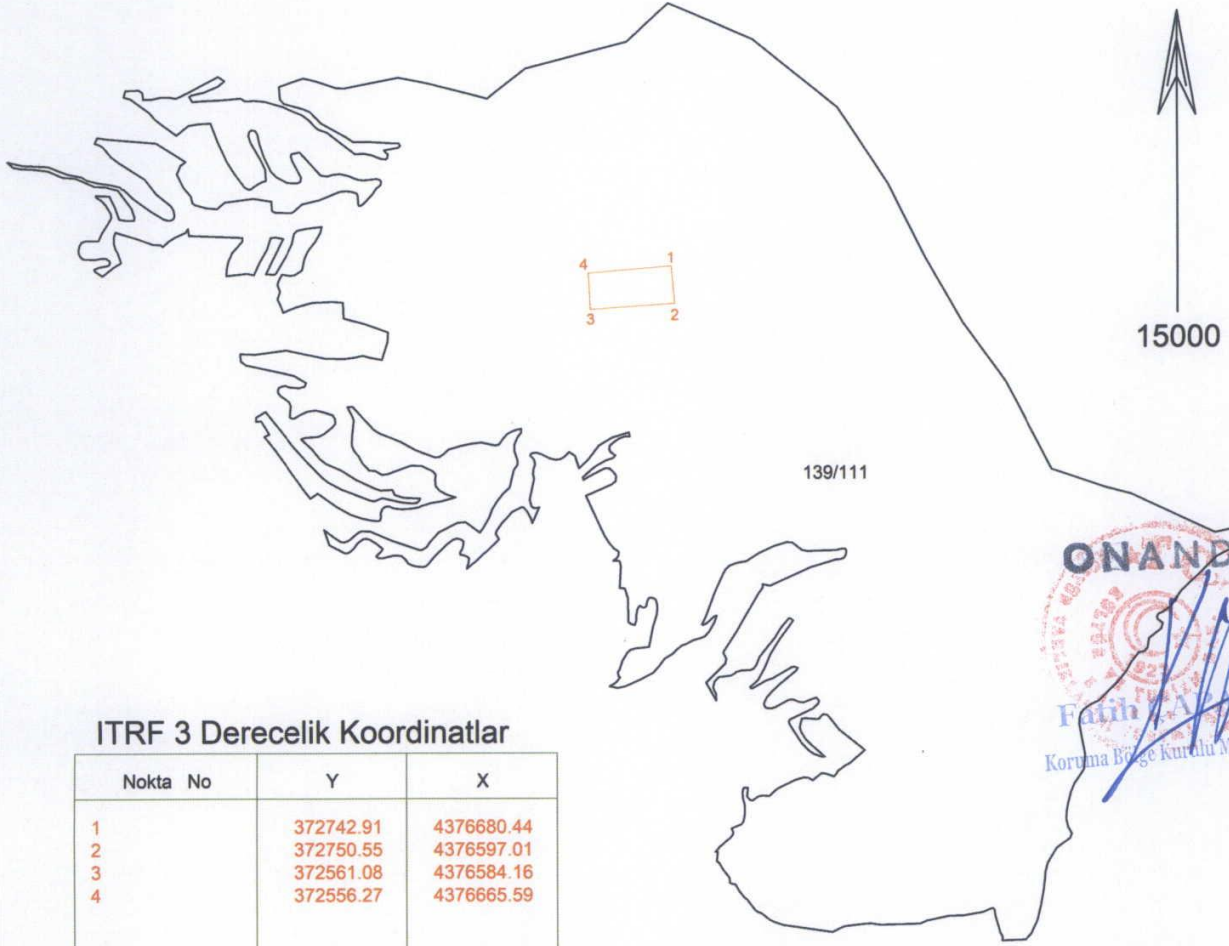 4 1
3 2
15000
139/111
ONAND
Fatih
Koruma Bölge Kurulu M
ITRF 3 Derecelik Koordinatlar
Nokta No Y X
1 372742.91 4376680.44
2 372750.55 4376597.01
3 372561.08 4376584.16
4 372556.27 4376665.59